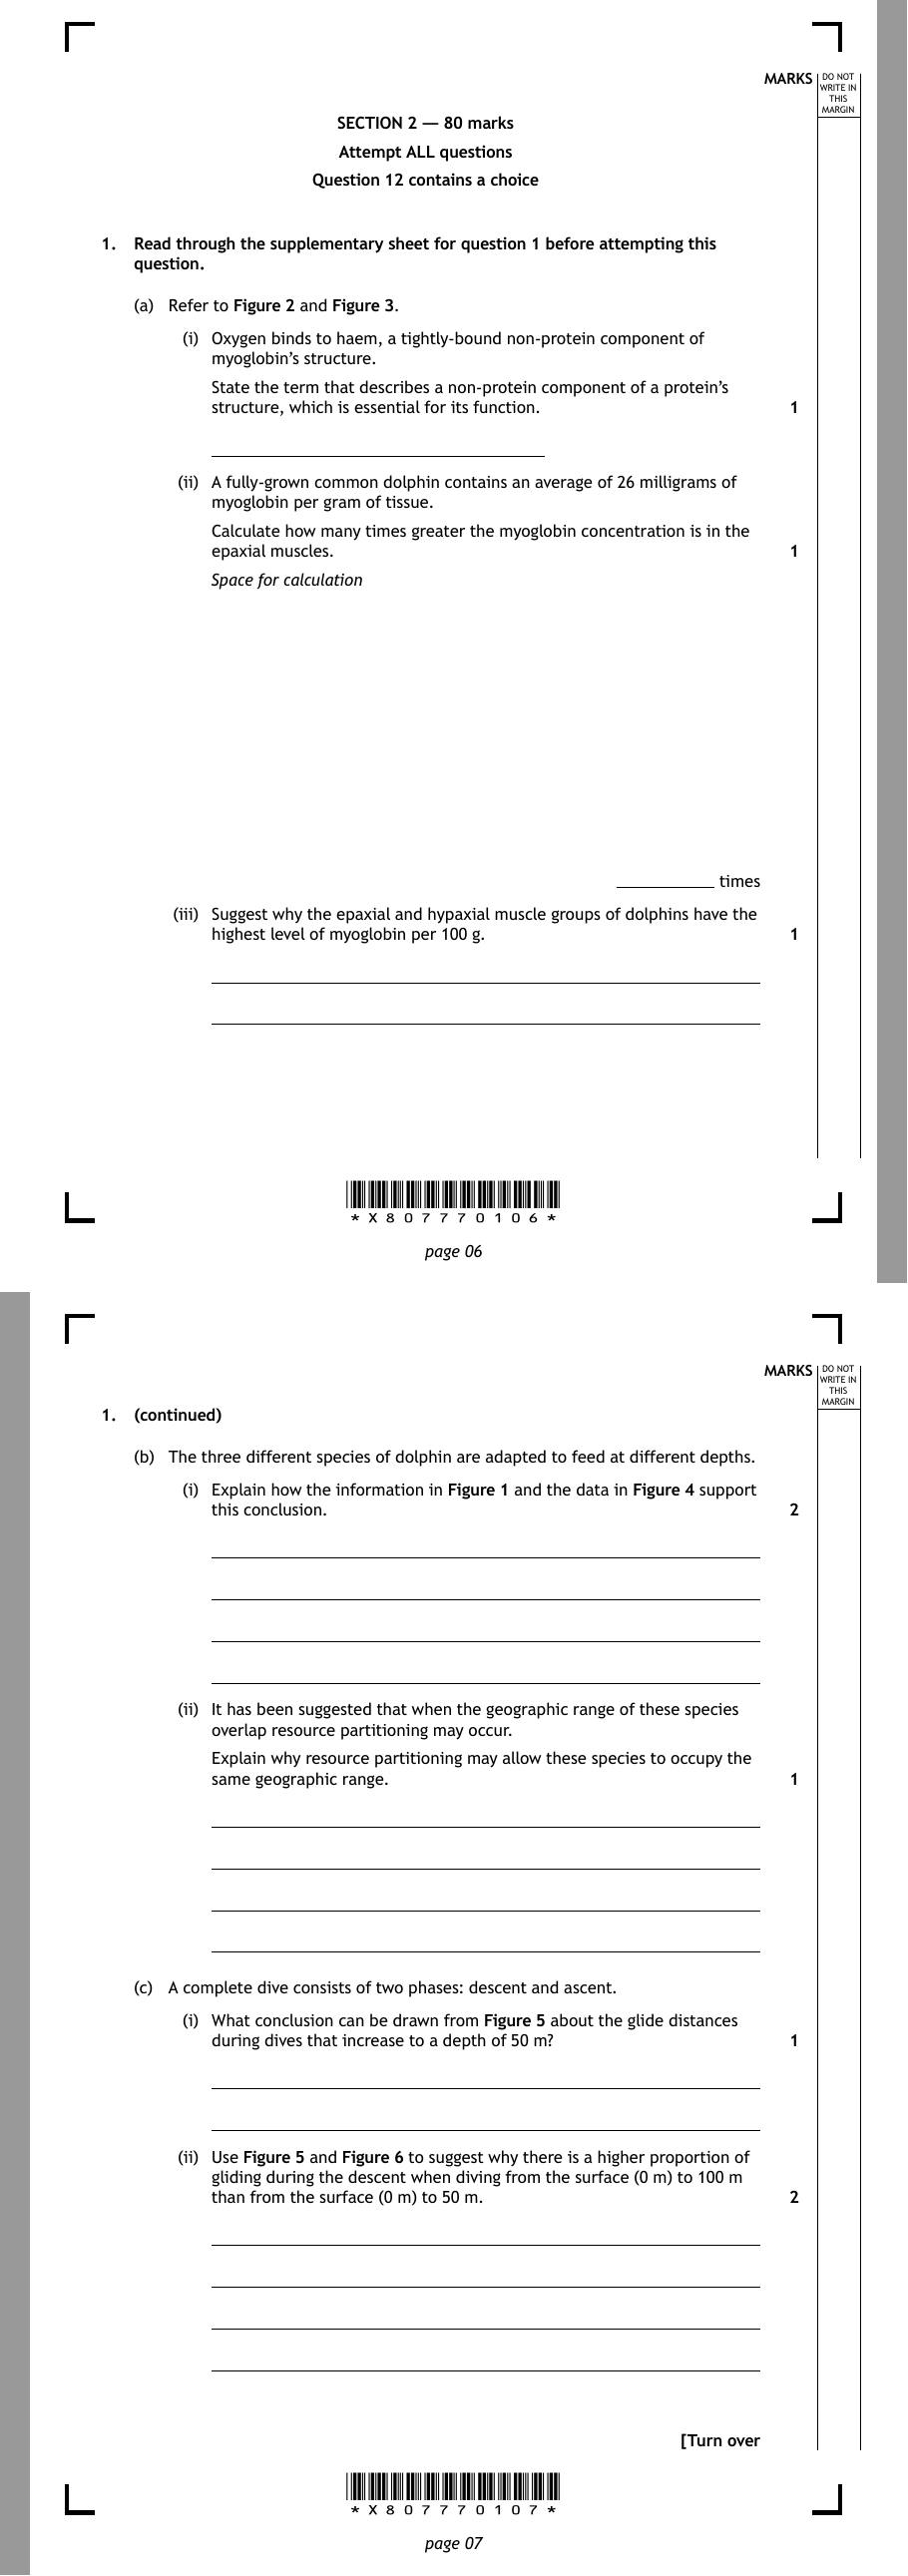 MARKS
DO NOT
WRITE IN
THIS
MARGIN
SECTION 2 — 80 marks
Attempt ALL questions
Question 12 contains a choice
1. Read through the supplementary sheet for question 1 before attempting this
question.
(a) Refer to Figure 2 and Figure 3.
(i) Oxygen binds to haem, a tightly-bound non-protein component of
myoglobin’s structure.
State the term that describes a non-protein component of a protein’s
structure, which is essential for its function. 1
(ii) A fully-grown common dolphin contains an average of 26 milligrams of
myoglobin per gram of tissue.
Calculate how many times greater the myoglobin concentration is in the
epaxial muscles. 1
Space for calculation
times
(iii) Suggest why the epaxial and hypaxial muscle groups of dolphins have the
highest level of myoglobin per 100 g. 1
* X 8 0 7 7 7 0 1 0 6 *
page 06
MARKS
DO NOT
WRITE IN
THIS
MARGIN
1. (continued)
(b) The three different species of dolphin are adapted to feed at different depths.
(i) Explain how the information in Figure 1 and the data in Figure 4 support
this conclusion. 2
(ii) It has been suggested that when the geographic range of these species
overlap resource partitioning may occur.
Explain why resource partitioning may allow these species to occupy the
same geographic range. 1
(c) A complete dive consists of two phases: descent and ascent.
(i) What conclusion can be drawn from Figure 5 about the glide distances
during dives that increase to a depth of 50 m? 1
(ii) Use Figure 5 and Figure 6 to suggest why there is a higher proportion of
gliding during the descent when diving from the surface (0 m) to 100 m
than from the surface (0 m) to 50 m. 2
[Turn over
* X 8 0 7 7 7 0 1 0 7 *
page 07